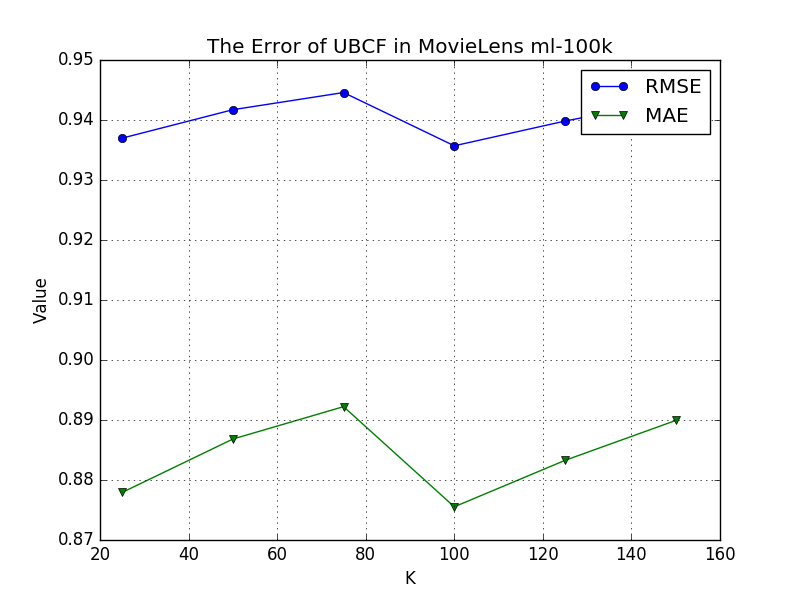 The Error of UBCF in MovieLens ml-100k
RMSE
MAE
0.95
0.94
0.93
0.92
0.91
0.90
0.89
0.88
0.87
Value
20 40 60 80 100 120 140 160
K